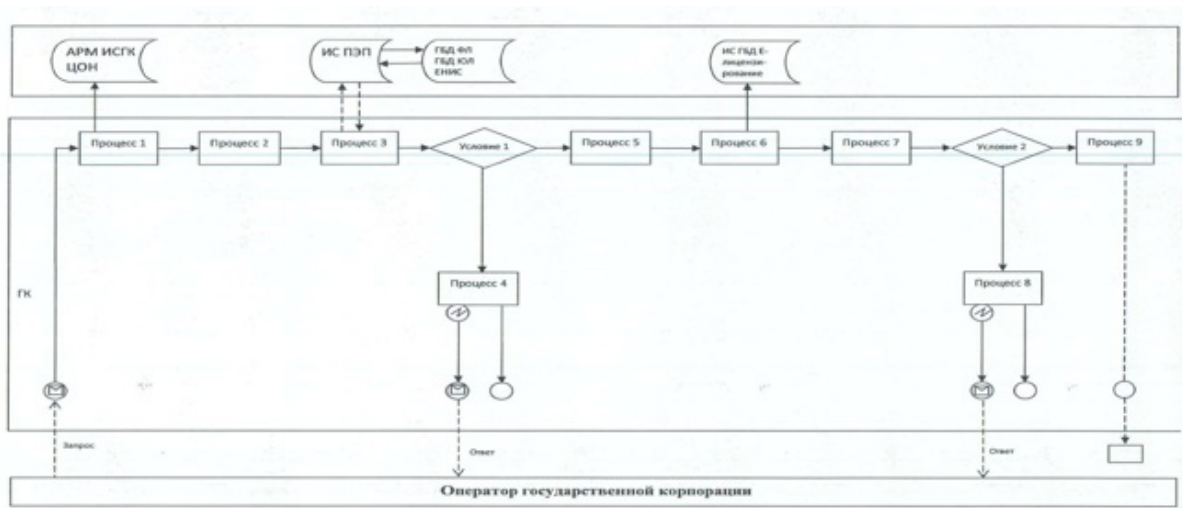 АРМ ИСГК
ЦОН
ИС ПЭП
ГБД ФЛ
ГБД ЮЛ
ЕНИС
ИС ГБД Е-
лицензи-
рование
Процесс 1
Процесс 2
Процесс 3
Условие 1
Процесс 5
Процесс 6
Процесс 7
Условие 2
Процесс 9
Процесс 4
Процесс 8
ГК
Запрос
Ответ
Ответ
Оператор государственной корпорации